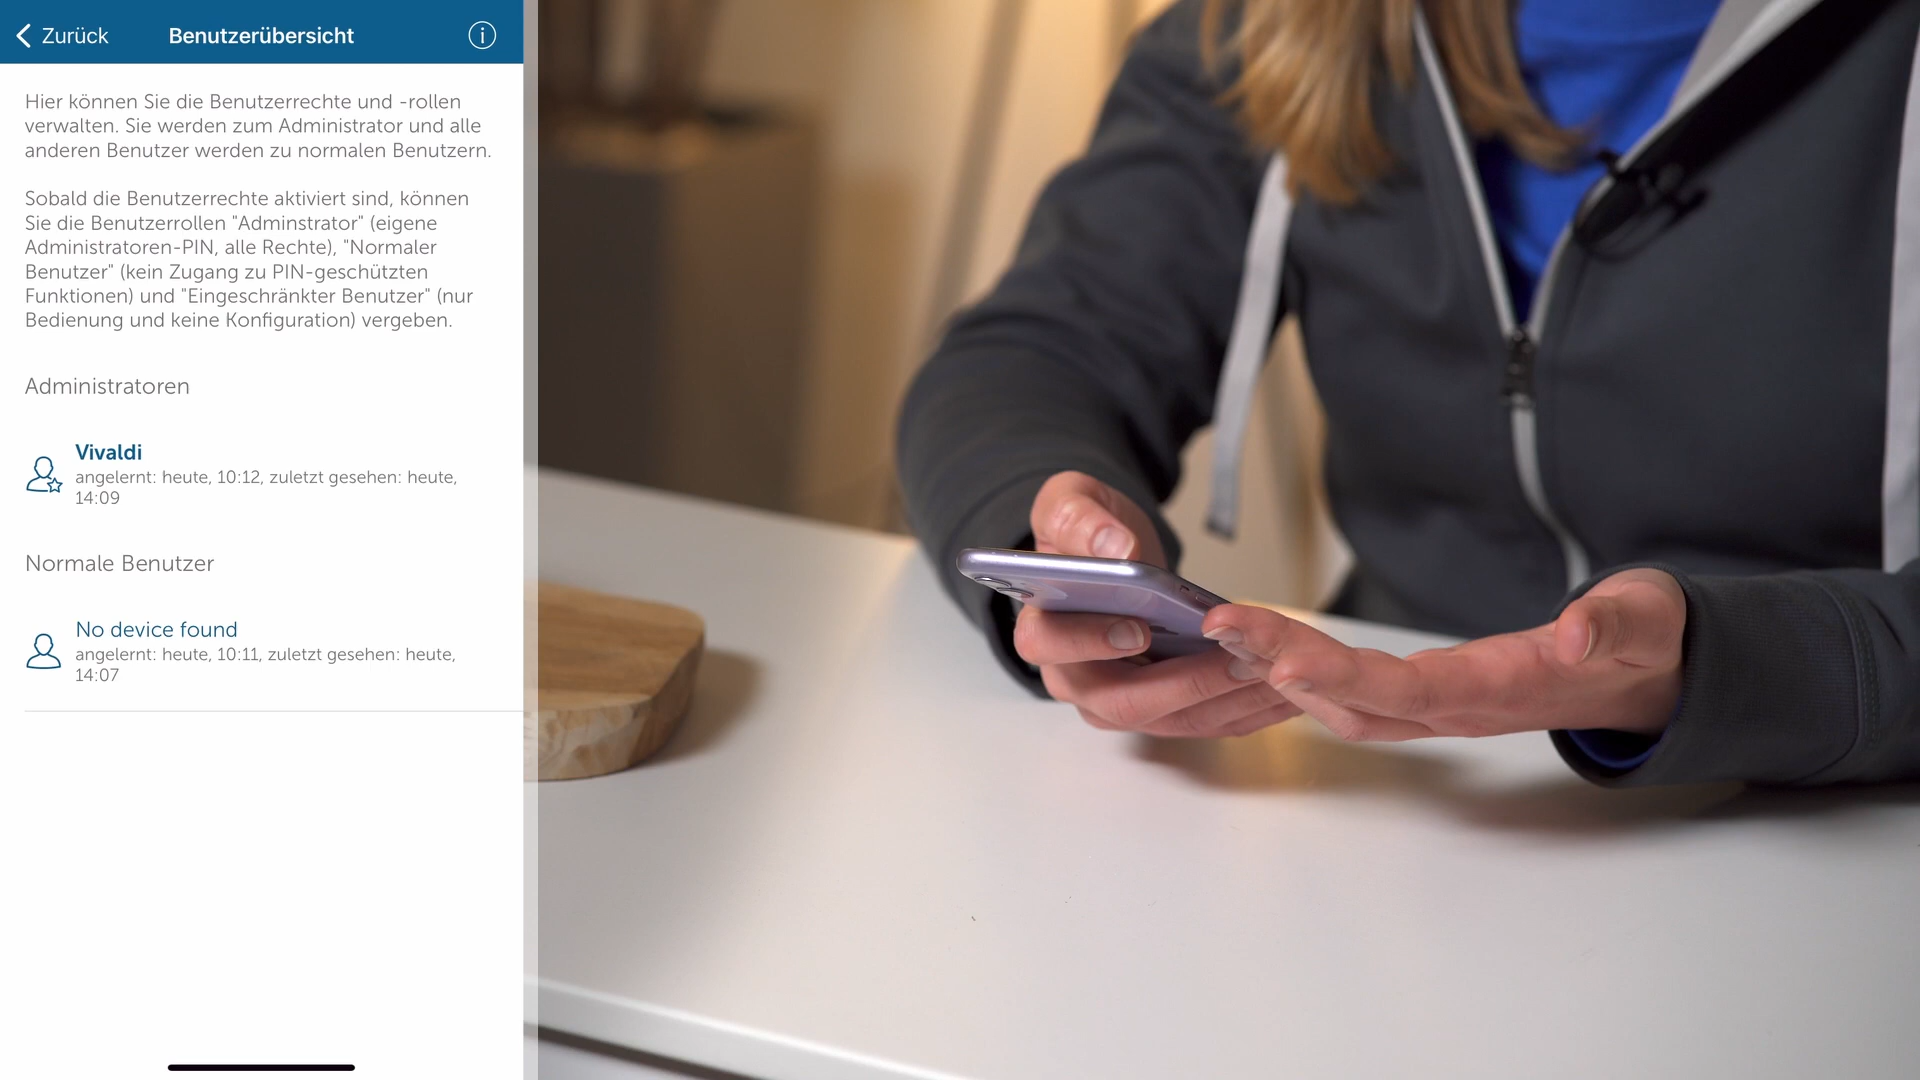 Zurück
Benutzerübersicht
Hier können Sie die Benutzerrechte und -rollen
verwalten. Sie werden zum Administrator und alle
anderen Benutzer werden zu normalen Benutzern.
Sobald die Benutzerrechte aktiviert sind, können
Sie die Benutzerrollen "Adminstrator" (eigene
Administratoren-PIN, alle Rechte), "Normaler
Benutzer" (kein Zugang zu PIN-geschützten
Funktionen) und "Eingeschränkter Benutzer" (nur
Bedienung und keine Konfiguration) vergeben.
Administratoren
Vivaldi
angelernt: heute, 10:12, zuletzt gesehen: heute,
14:09
Normale Benutzer
No device found
angelernt: heute, 10:11, zuletzt gesehen: heute,
14:07